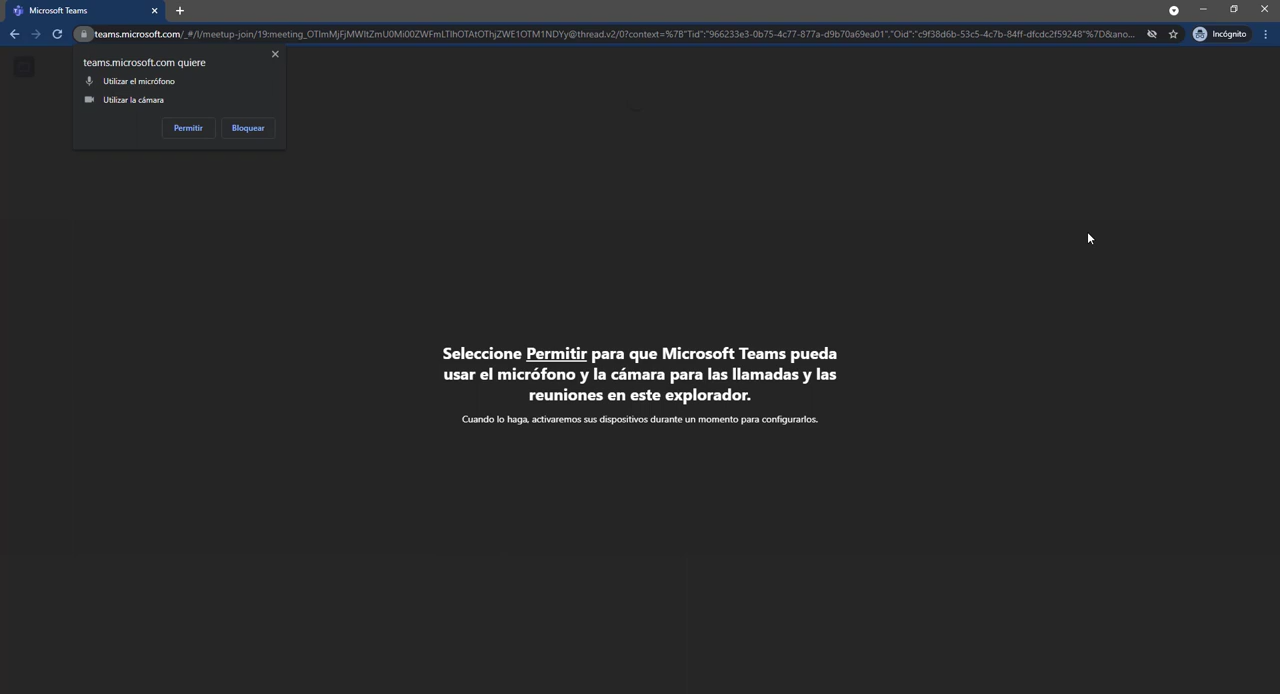 Microsoft Teams
teams.microsoft.com/_#/l/meetup-join/19:meeting_OTlmMjFjMWItZmU0Mi00ZWFmLTlhOTAtOThjZWE1OTM1NDYy@thread.v2/0?context=%7B"Tid":"966233e3-0b75-4c77-877a-d9b70a69ea01","Oid":"c9f38d6b-53c5-4c7b-84ff-dfcdc2f59248"%7D&ano...
Incógnito
teams.microsoft.com quiere
Utilizar el micrófono
Utilizar la cámara
Permitir
Bloquear
Seleccione Permitir para que Microsoft Teams pueda
usar el micrófono y la cámara para las llamadas y las
reuniones en este explorador.
Cuando lo haga, activaremos sus dispositivos durante un momento para configurarlos.